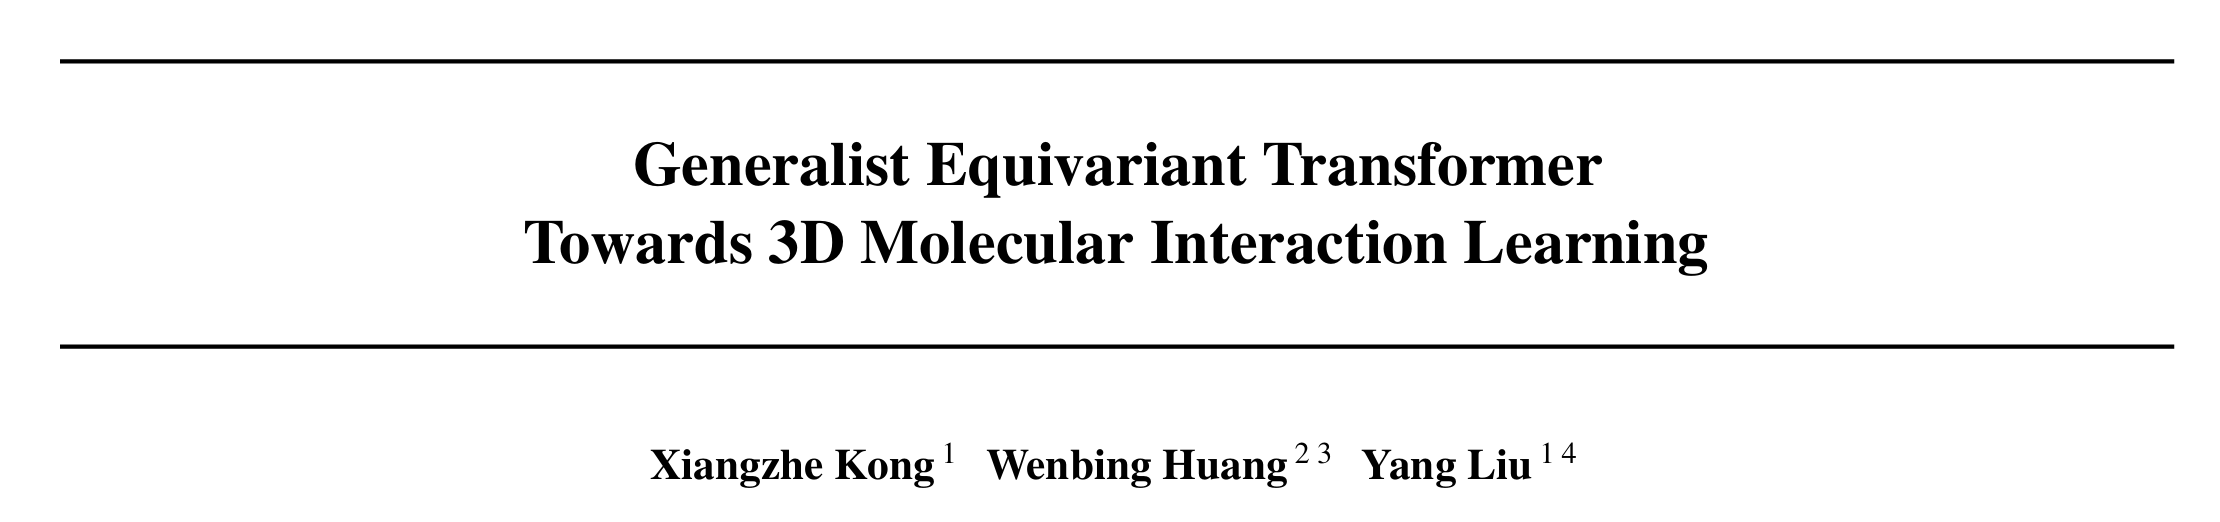 Generalist Equivariant Transformer
Towards 3D Molecular Interaction Learning
Xiangzhe Kong 1 Wenbing Huang 2 3 Yang Liu 1 4